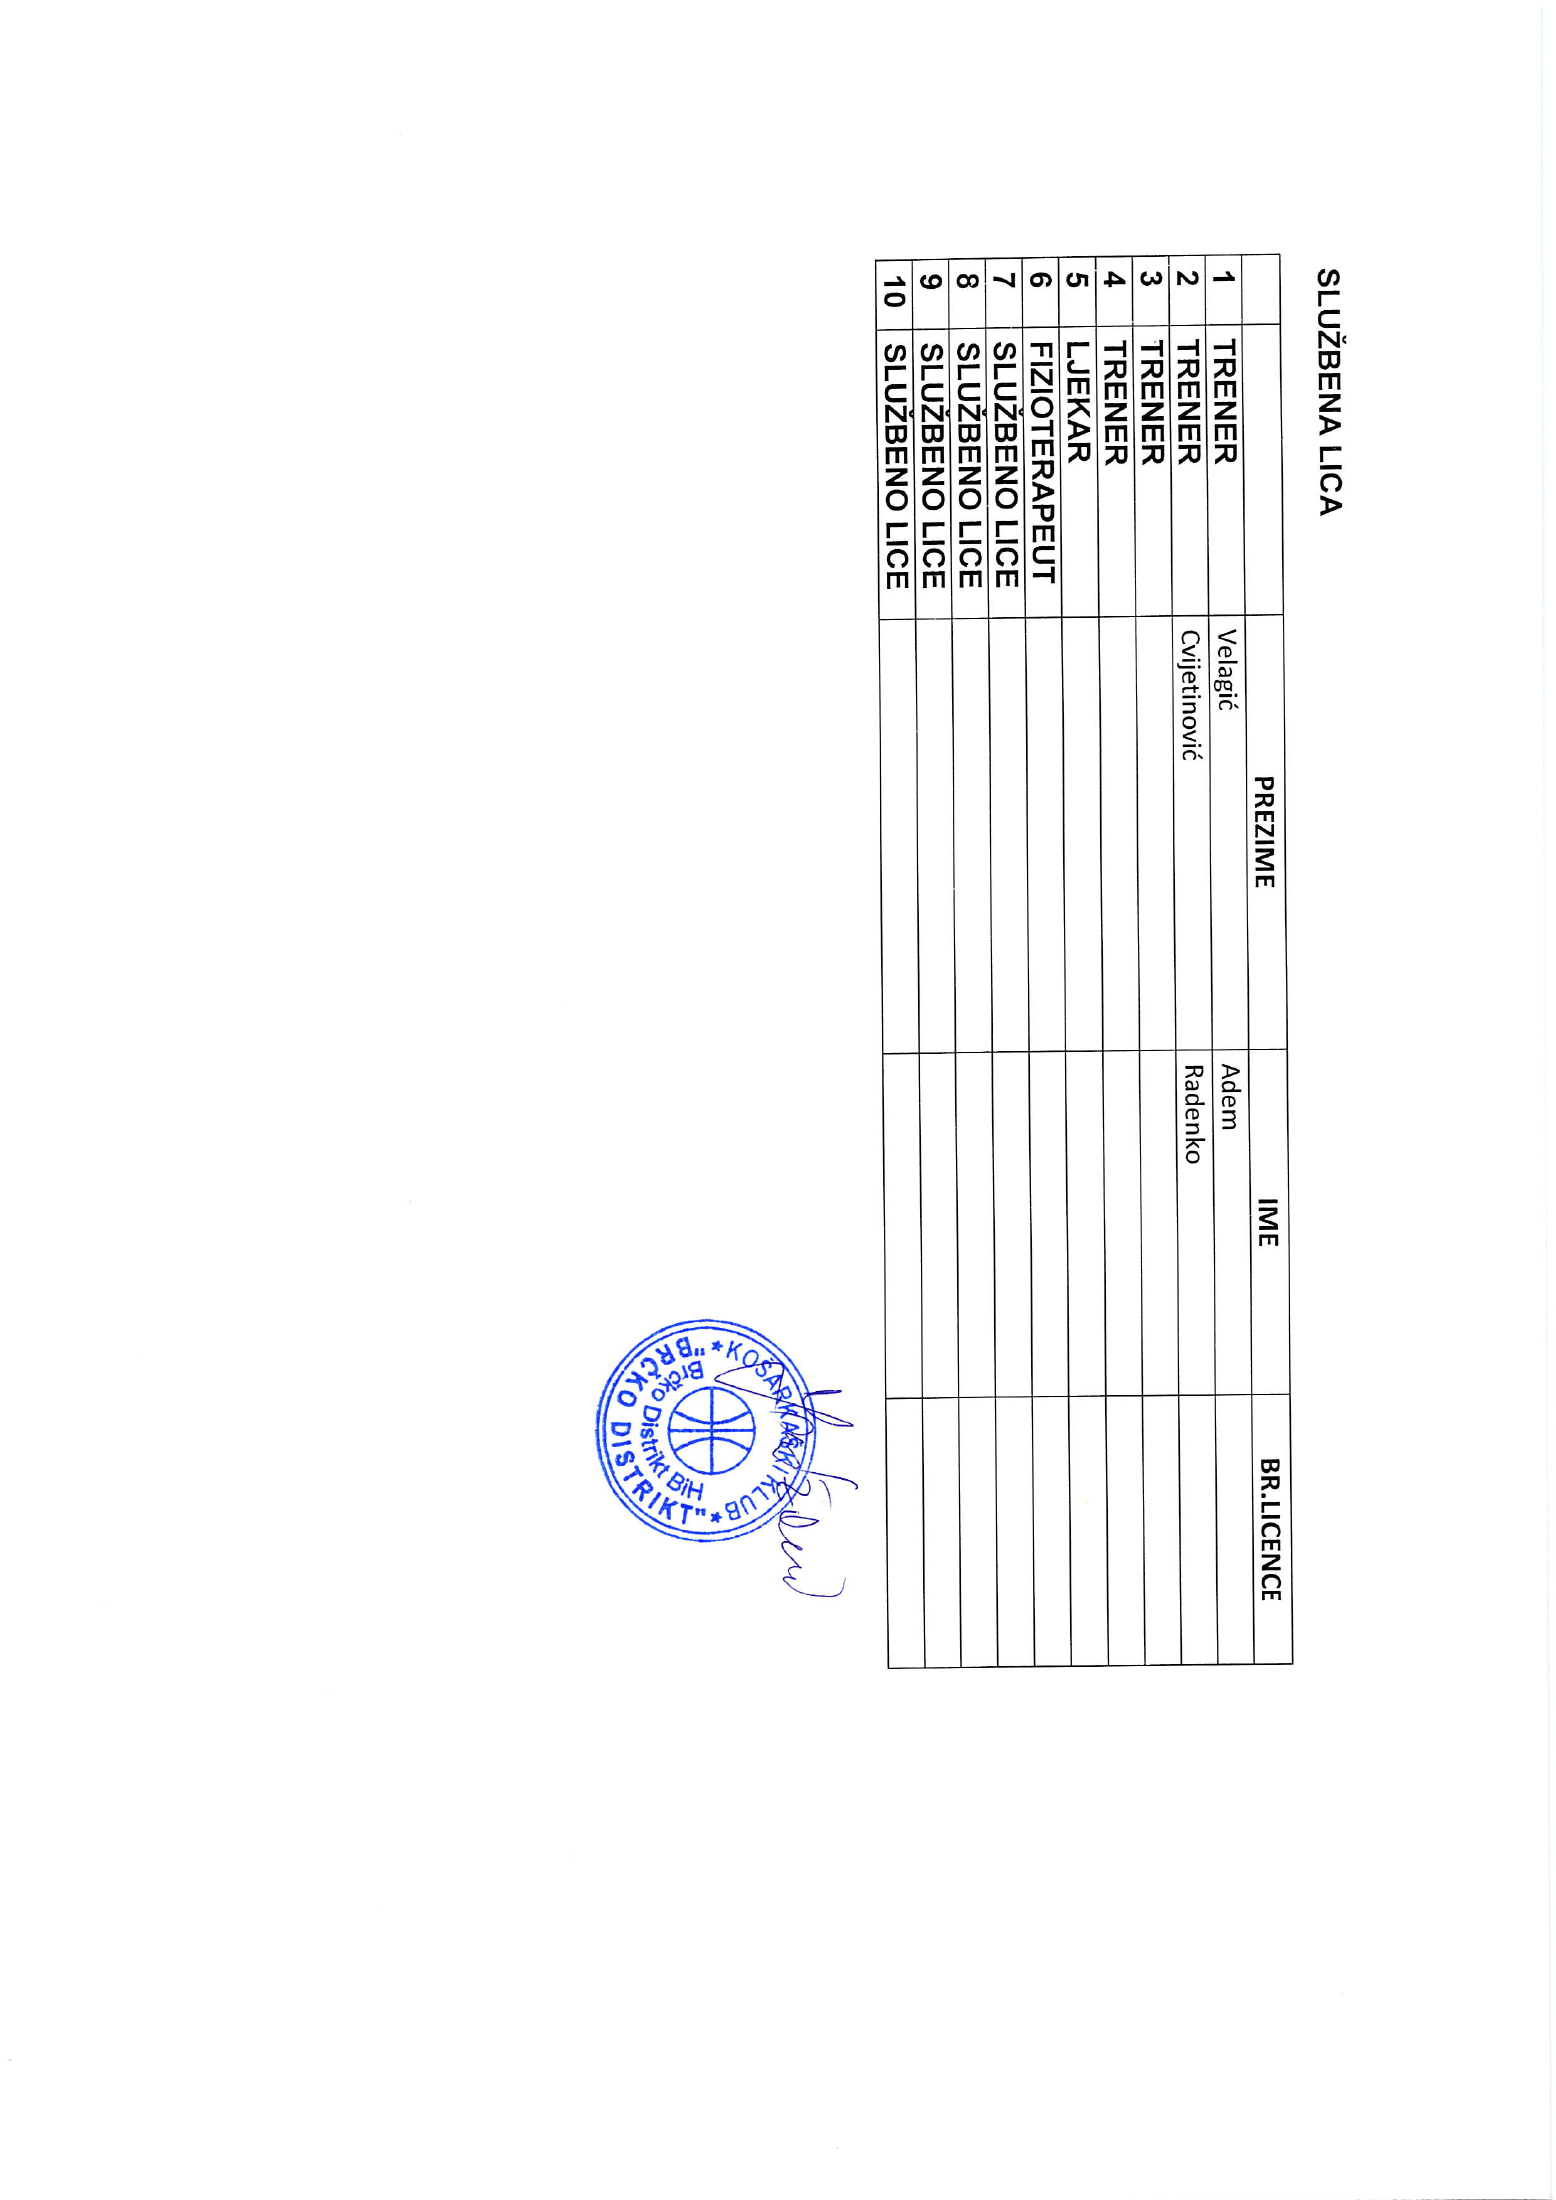 SLUŽBENA LICA
PREZIME IME BR.LICENCE
1 TRENER Velagić Adem
2 TRENER Cvijetinović Radenko
3 TRENER
4 TRENER
5 LJEKAR
6 FIZIOTERAPEUT
7 SLUŽBENO LICE
8 SLUŽBENO LICE
9 SLUŽBENO LICE
10 SLUŽBENO LICE
* KOŠARKAŠKI KLUB *
"BRČKO DISTRIKT"
Brčko Distrikt BiH